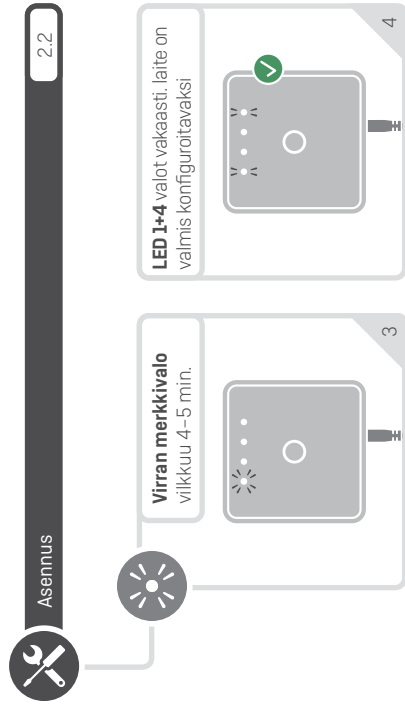 Asennus
2.2
Virran merkkivalo
vilkkuu 4–5 min.
3
LED 1+4 valot vakaasti. laite on
valmis konfiguroitavaksi
4